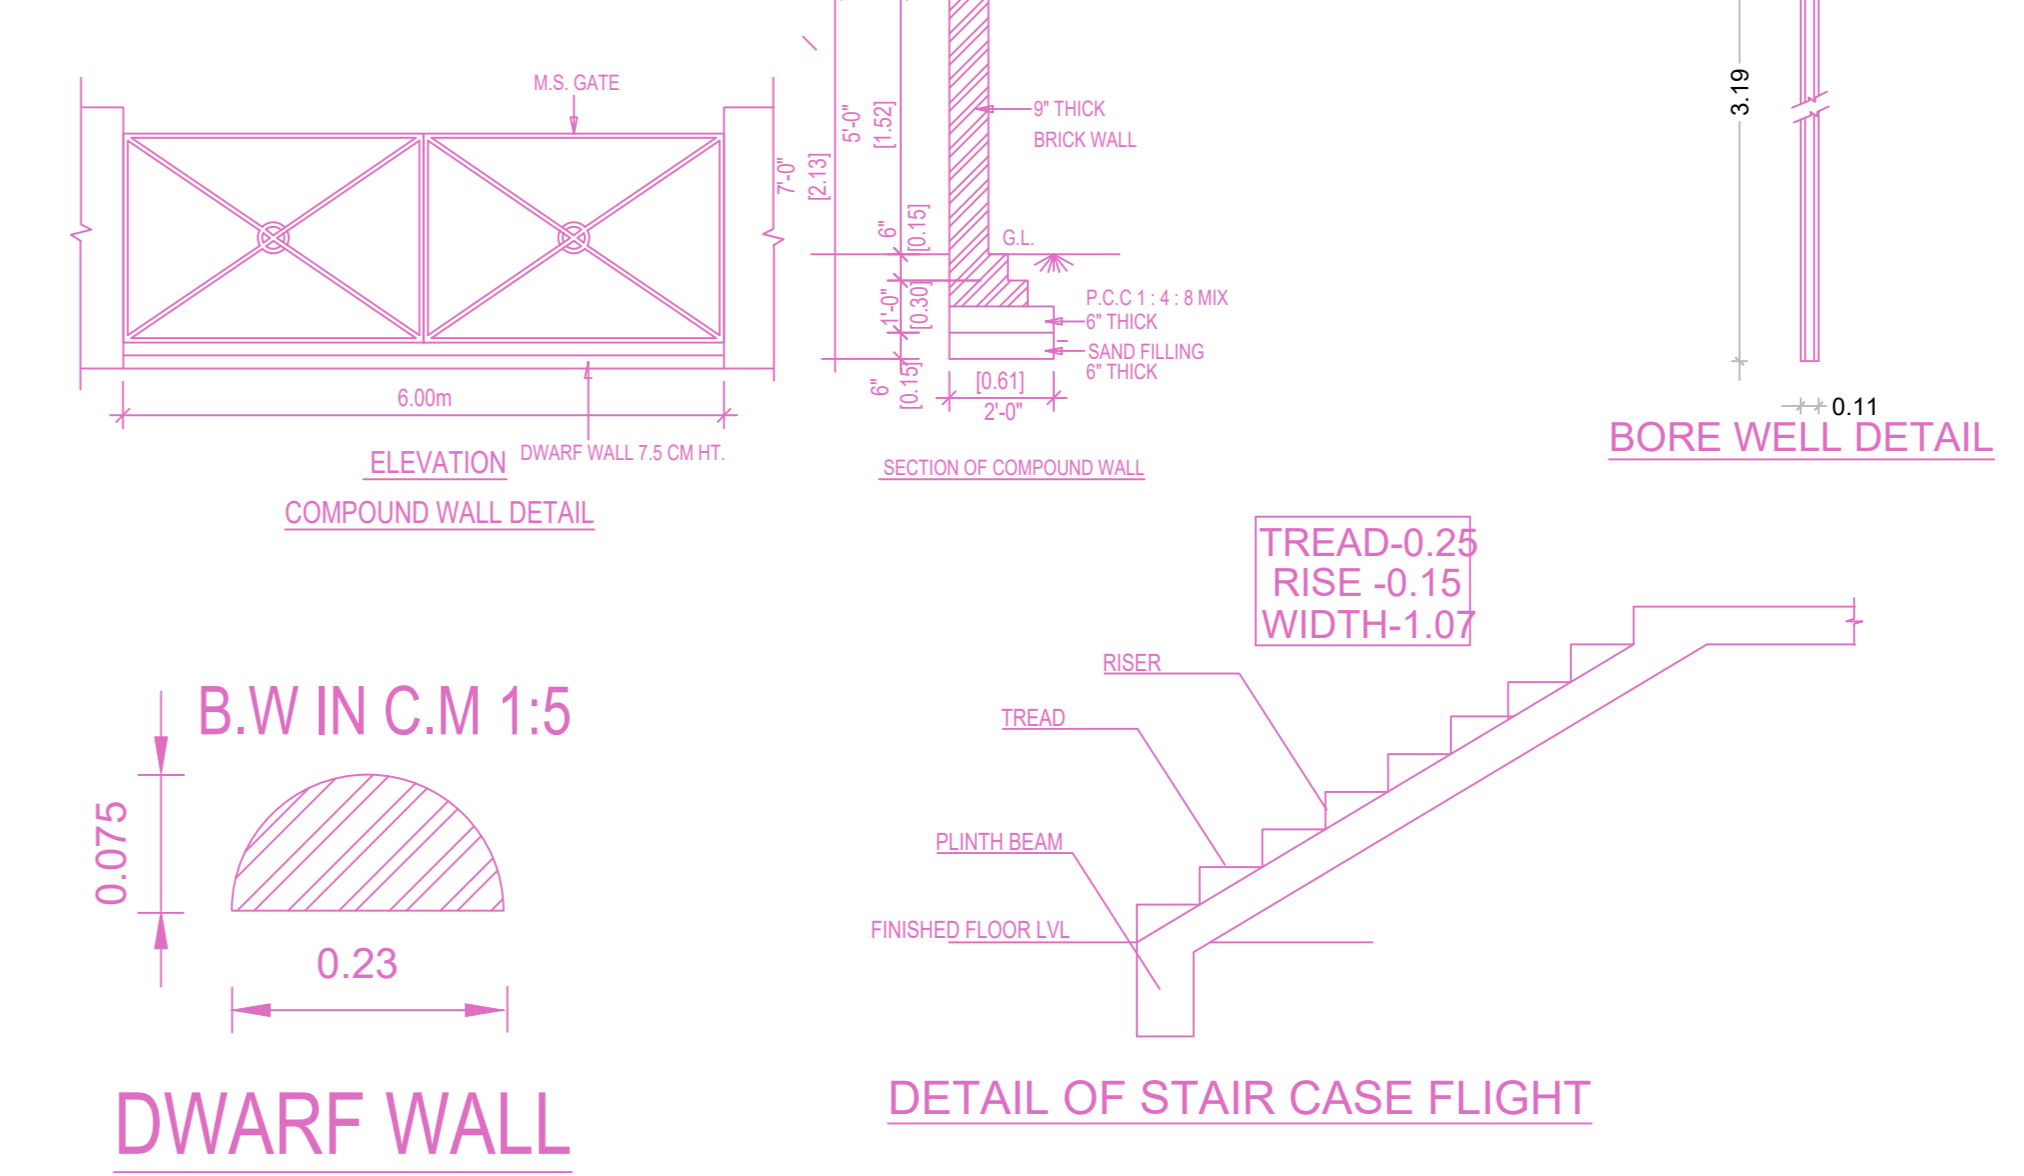 M.S. GATE
7'-0"
[2.13]
5'-0"
[1.52]
6"
[0.15]
1'-0"
[0.30]
6"
[0.15]
9" THICK
BRICK WALL
G.L.
P.C.C 1 : 4 : 8 MIX
6" THICK
SAND FILLING
6" THICK
[0.61]
2'-0"
3.19
0.11
BORE WELL DETAIL
6.00m
DWARF WALL 7.5 CM HT.
ELEVATION
COMPOUND WALL DETAIL
SECTION OF COMPOUND WALL
TREAD-0.25
RISE -0.15
WIDTH-1.07
RISER
TREAD
PLINTH BEAM
FINISHED FLOOR LVL
DETAIL OF STAIR CASE FLIGHT
B.W IN C.M 1:5
0.075
0.23
DWARF WALL